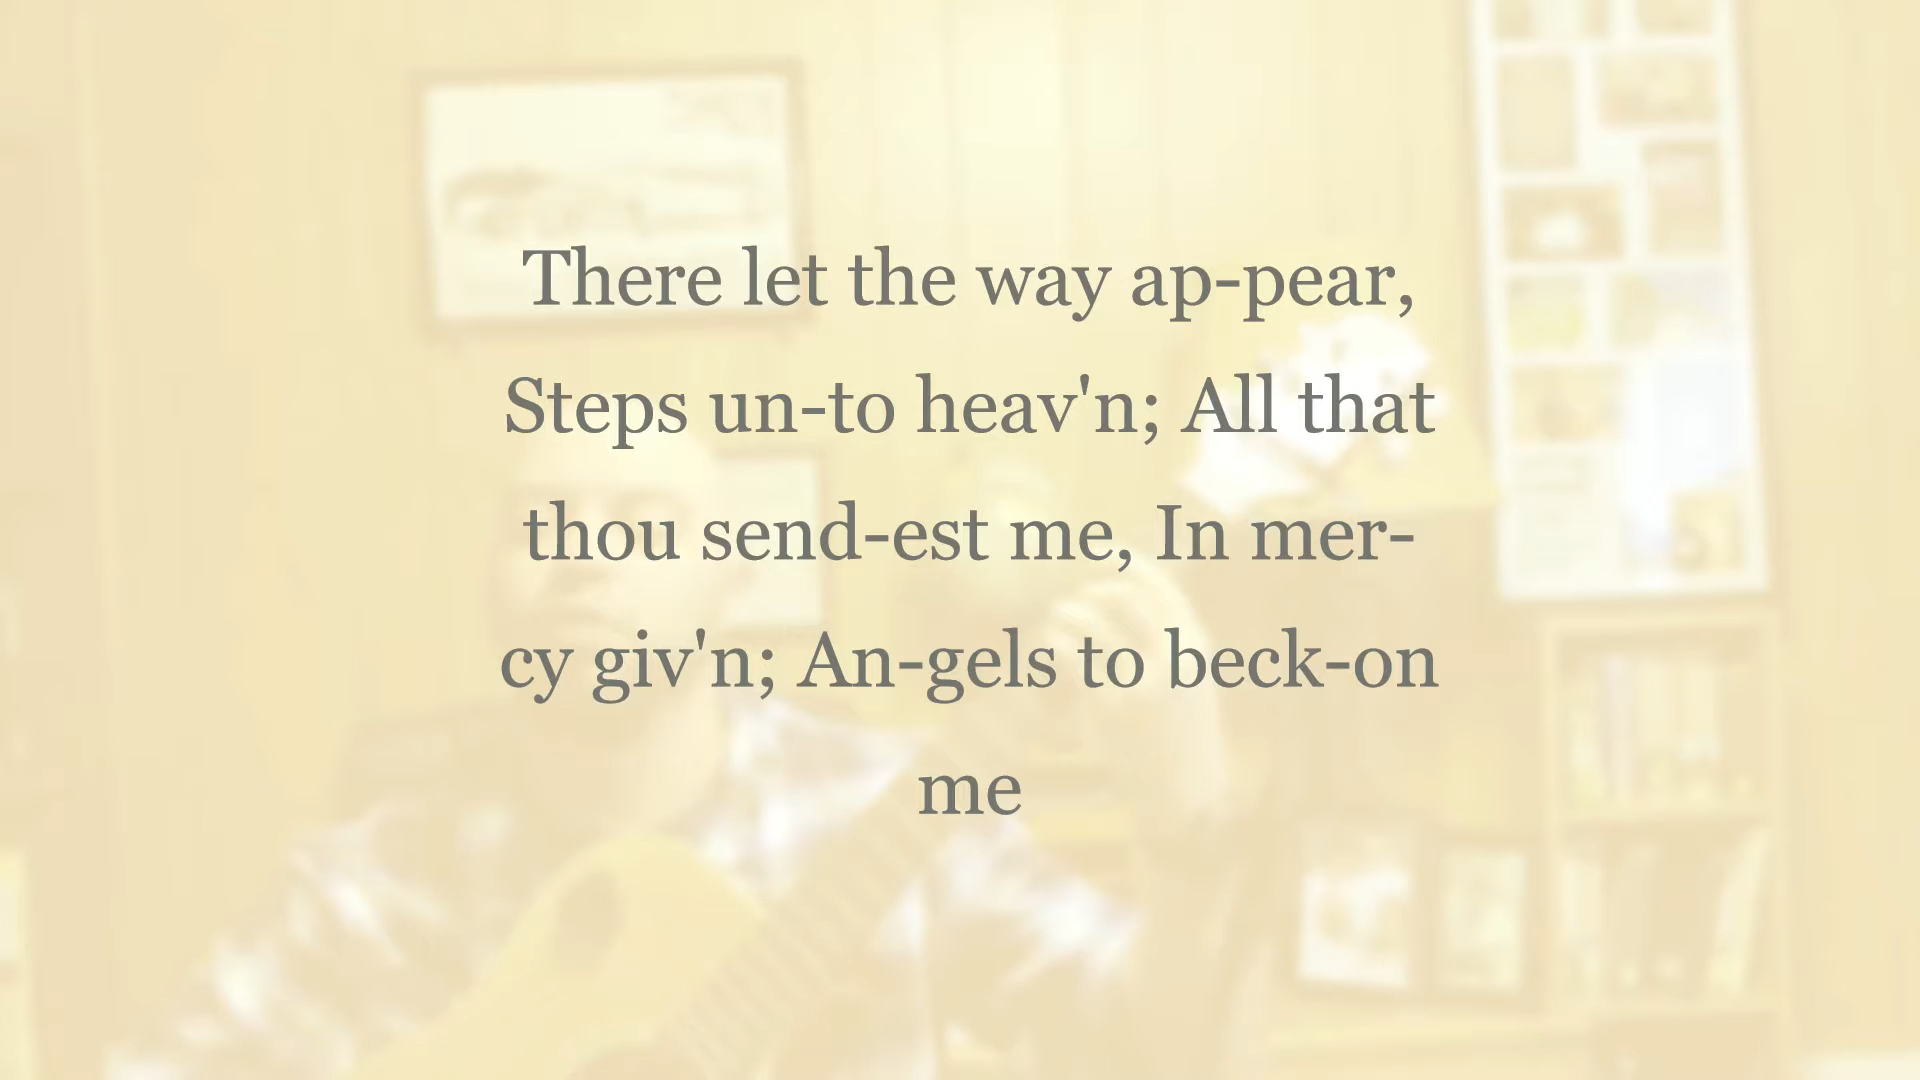 There let the way ap-pear,
Steps un-to heav'n; All that
thou send-est me, In mer-
cy giv'n; An-gels to beck-on
me